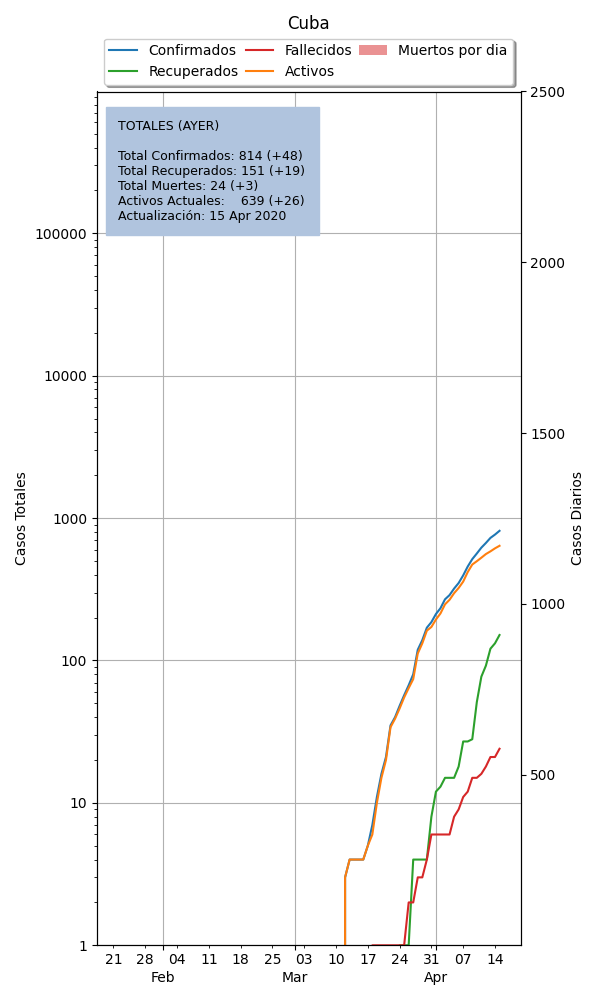 Cuba
Confirmados
Recuperados
Fallecidos
Activos
Muertos por dia
TOTALES (AYER)
Total Confirmados: 814 (+48)
Total Recuperados: 151 (+19)
Total Muertes: 24 (+3)
Activos Actuales: 639 (+26)
Actualización: 15 Apr 2020
Casos Totales
100000
10000
1000
100
10
1
2500
2000
1500
1000
500
Casos Diarios
21 28 04 11 18 25 03 10 17 24 31 07 14
Feb Mar Apr